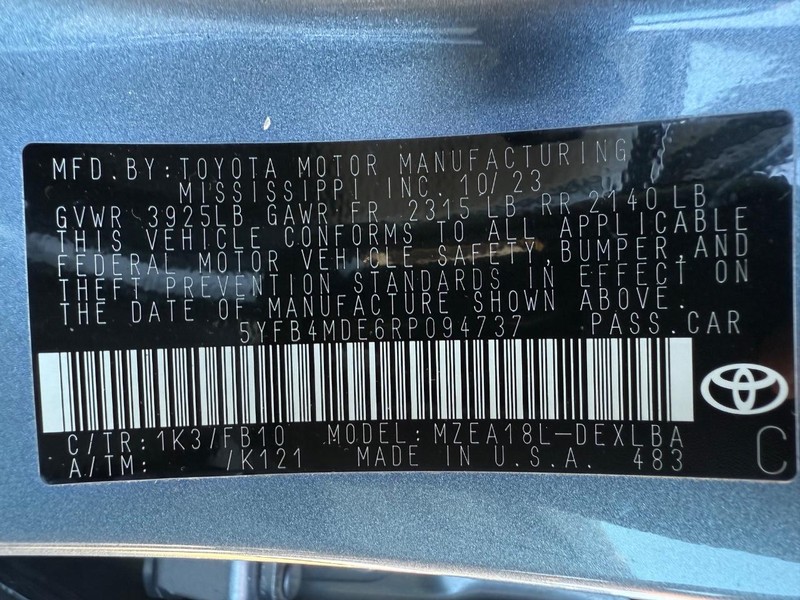 MFD. BY: TOYOTA MOTOR MANUFACTURING
MISSISSIPPI INC. 10/23
GVWR 3925LB GAWR FR 2315 LB RR 2140 LB
THIS VEHICLE CONFORMS TO ALL APPLICABLE
FEDERAL MOTOR VEHICLE SAFETY, BUMPER, AND
THEFT PREVENTION STANDARDS IN EFFECT ON
THE DATE OF MANUFACTURE SHOWN ABOVE.
5YFB4MDE6RP094737 PASS. CAR
C/TR: 1K3/FB10 MODEL: MZEA18L-DEXLBA
A/TM: /K121 MADE IN U.S.A. 483
C